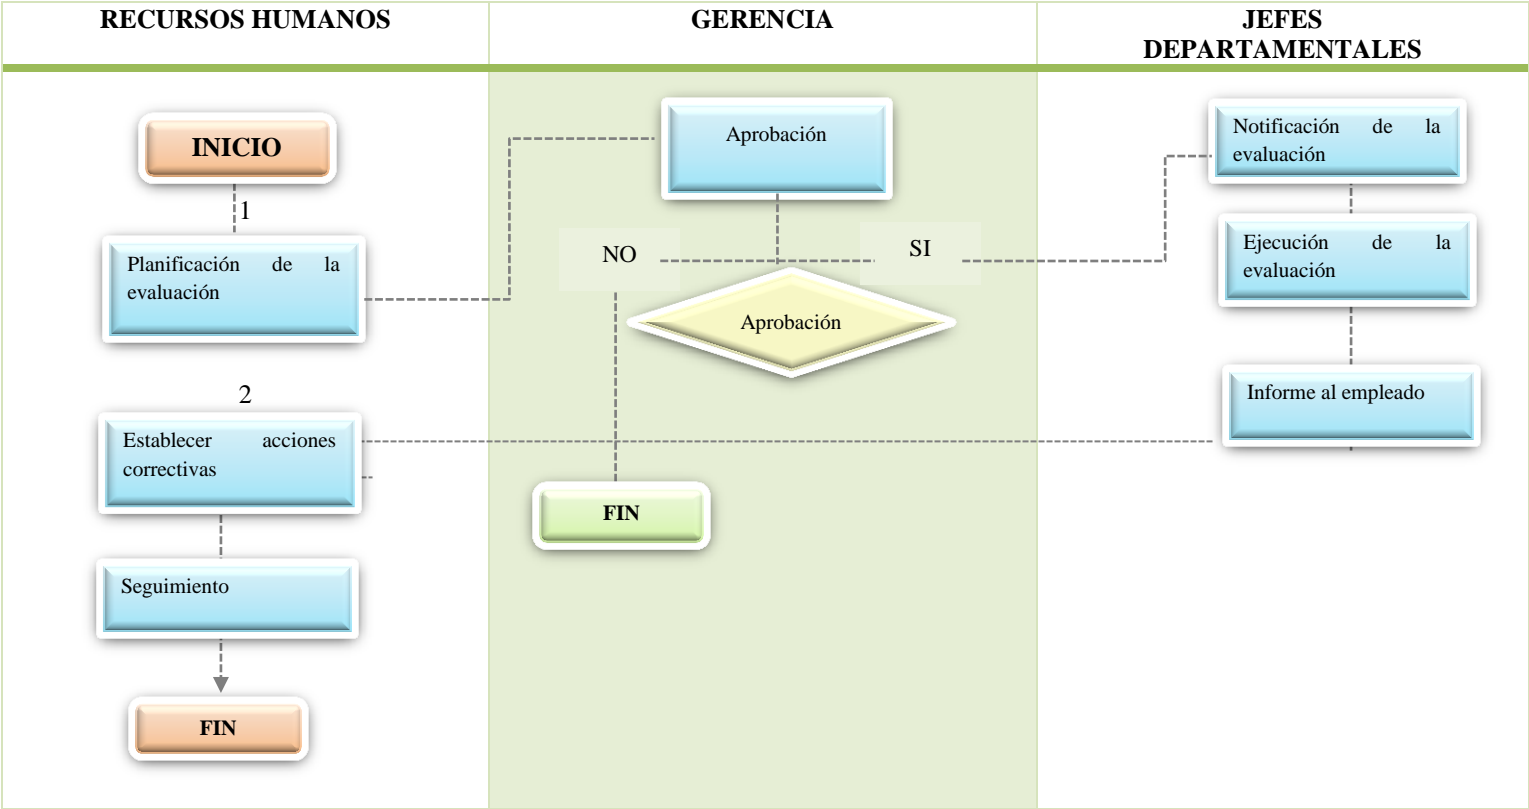 RECURSOS HUMANOS
GERENCIA
JEFES
DEPARTAMENTALES
INICIO
1
Planificación de la
evaluación
2
Establecer acciones
correctivas
Seguimiento
FIN
Aprobación
NO
SI
Aprobación
FIN
Notificación de la
evaluación
Ejecución de la
evaluación
Informe al empleado